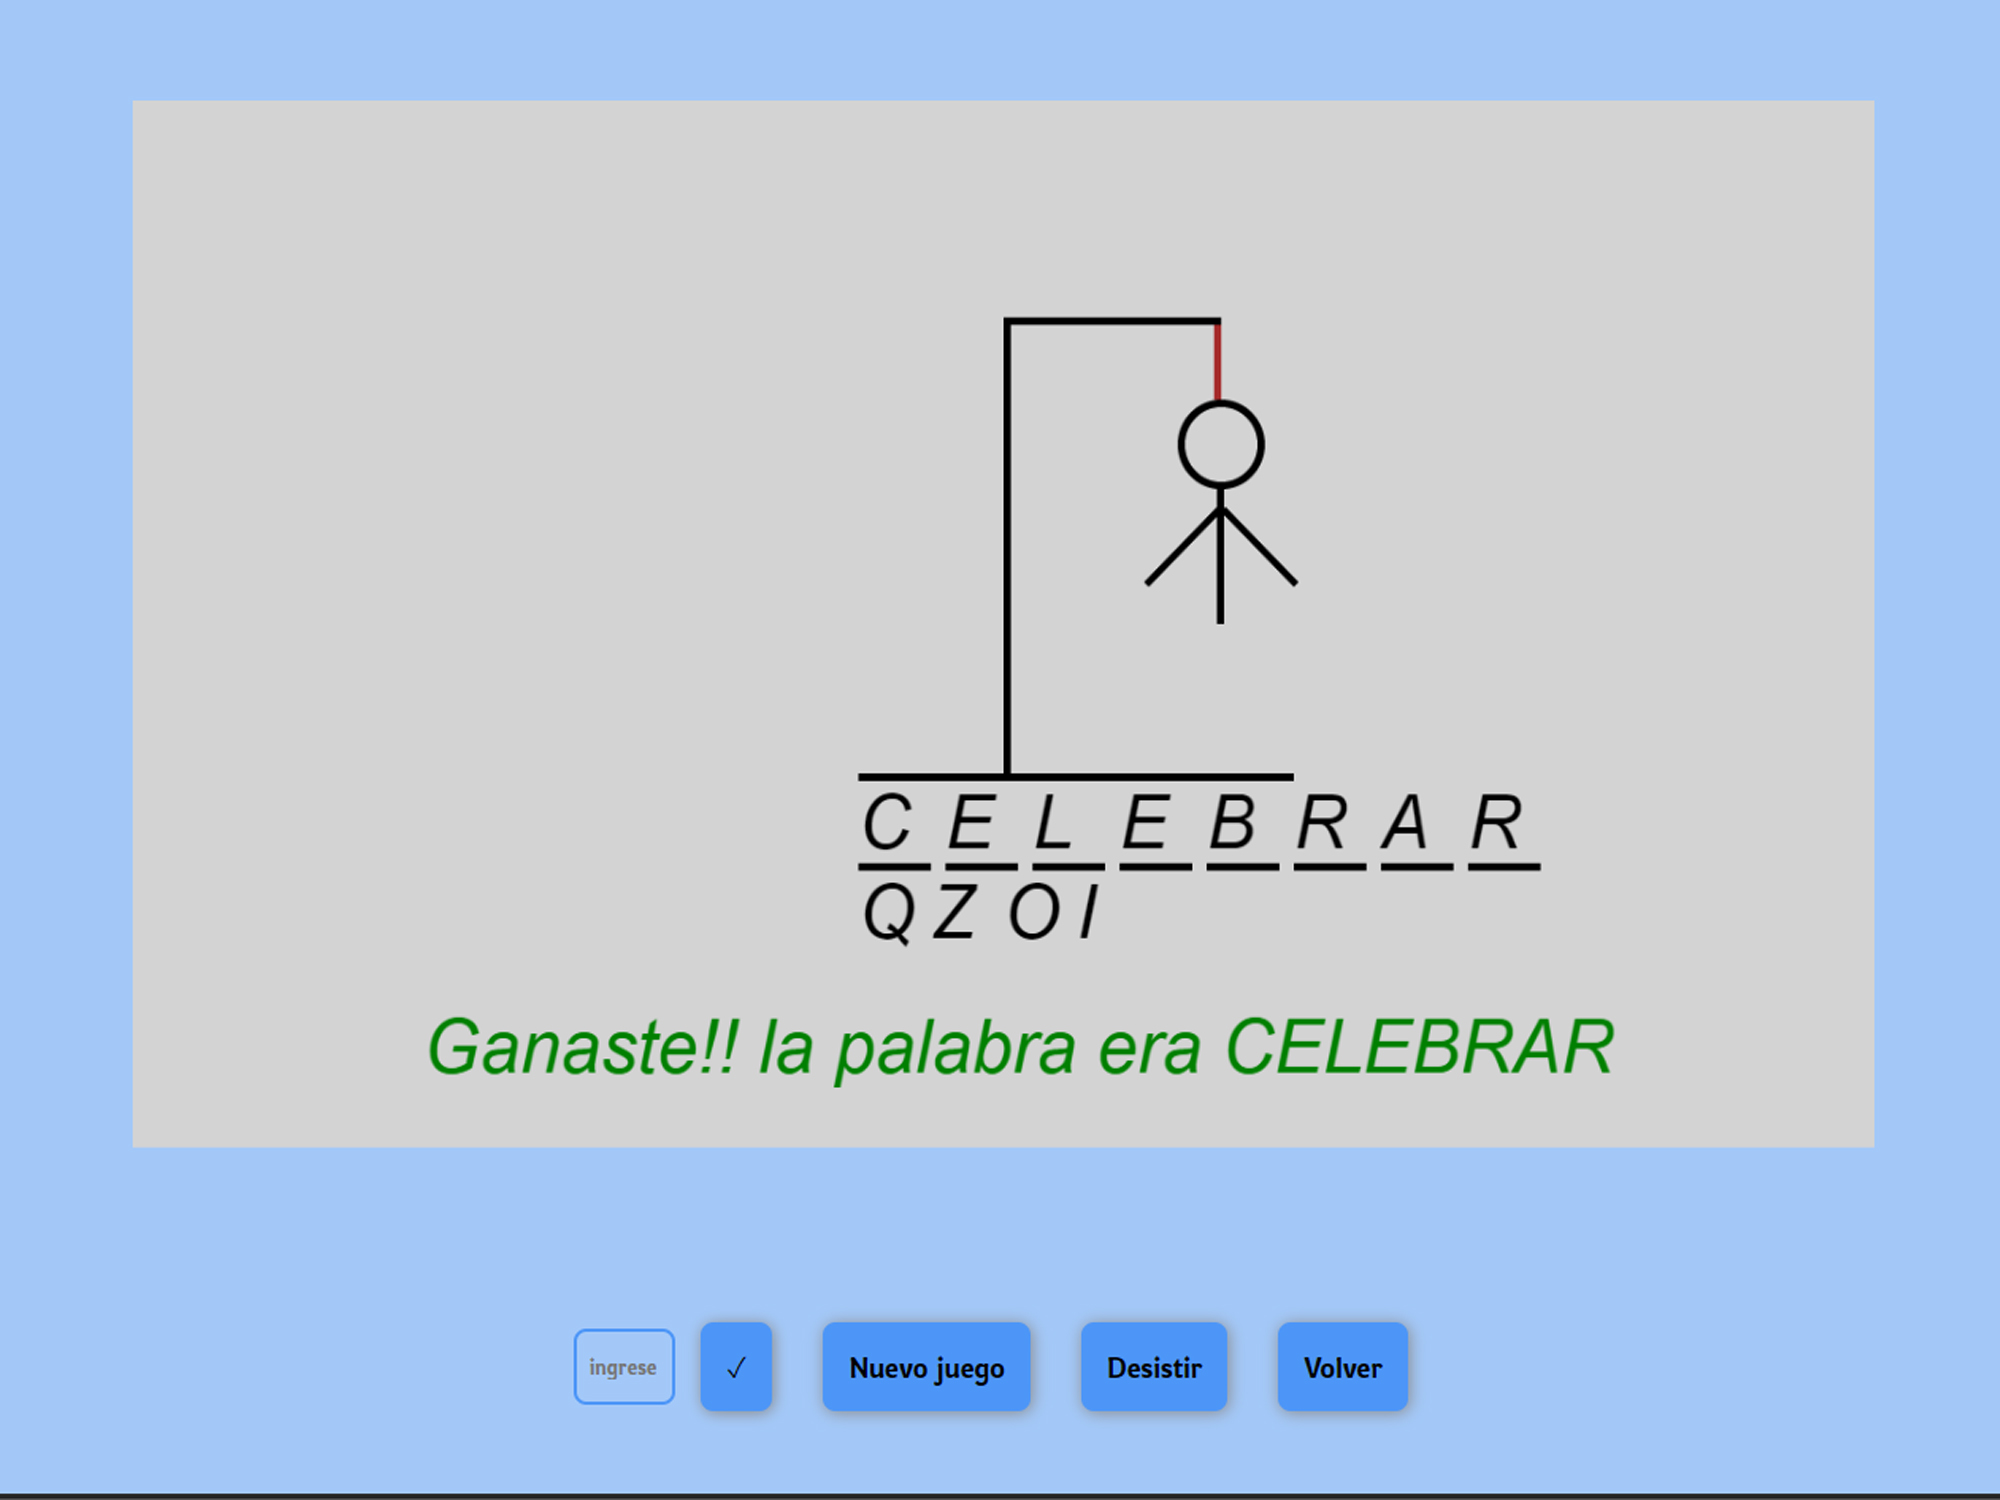 C E L E B R A R
Q Z O I
Ganaste!! la palabra era CELEBRAR
ingrese ✓ Nuevo juego Desistir Volver